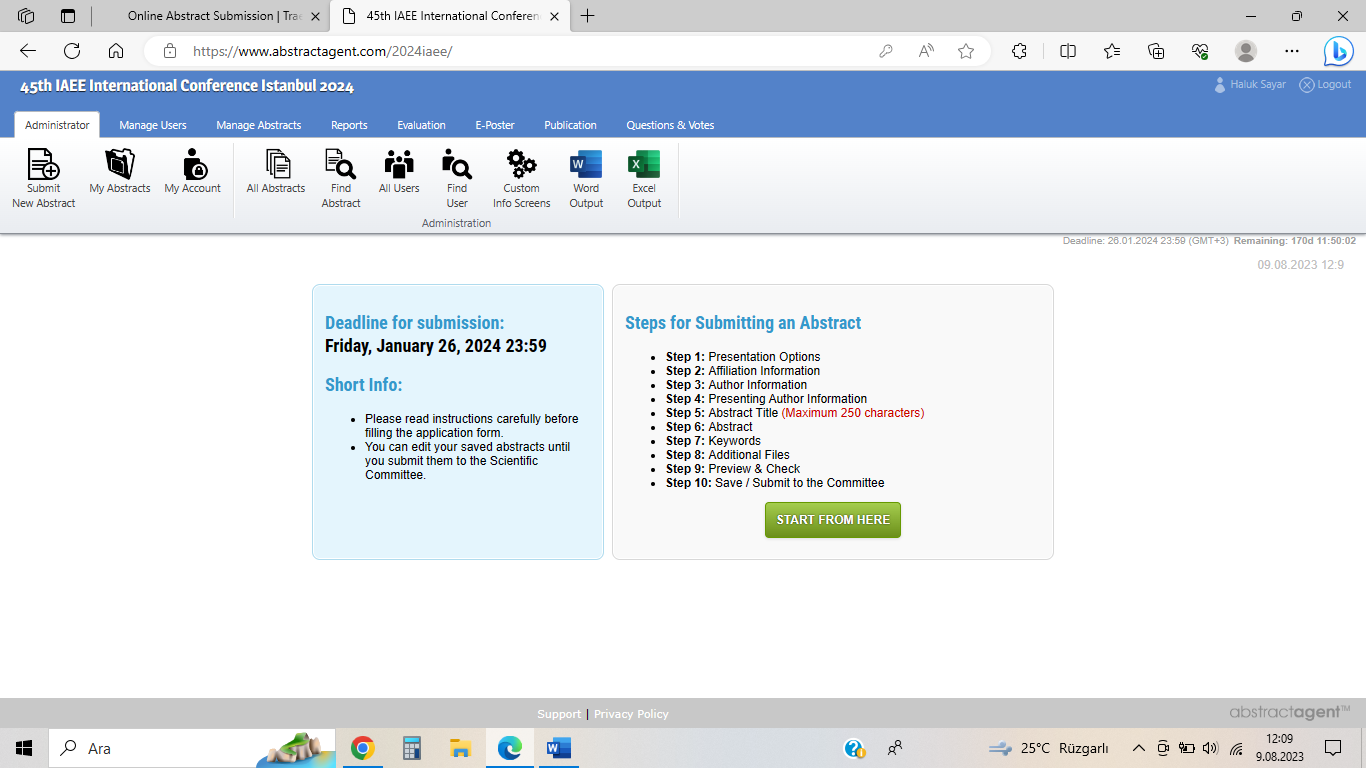 Online Abstract Submission | Trae
45th IAEE International Conferen
https://www.abstractagent.com/2024iaee/
45th IAEE International Conference Istanbul 2024
Haluk Sayar
Logout
Administrator
Manage Users
Manage Abstracts
Reports
Evaluation
E-Poster
Publication
Questions & Votes
Submit
New Abstract
My Abstracts
My Account
All Abstracts
Find
Abstract
All Users
Find
User
Custom
Info Screens
Word
Output
Excel
Output
Administration
Deadline: 26.01.2024 23:59 (GMT+3) Remaining: 170d 11:50:02
09.08.2023 12:9
Deadline for submission:
Friday, January 26, 2024 23:59
Short Info:
• Please read instructions carefully before
filling the application form.
• You can edit your saved abstracts until
you submit them to the Scientific
Committee.
Steps for Submitting an Abstract
• Step 1: Presentation Options
• Step 2: Affiliation Information
• Step 3: Author Information
• Step 4: Presenting Author Information
• Step 5: Abstract Title (Maximum 250 characters)
• Step 6: Abstract
• Step 7: Keywords
• Step 8: Additional Files
• Step 9: Preview & Check
• Step 10: Save / Submit to the Committee
START FROM HERE
Support | Privacy Policy
abstractagent™
Ara
25°C Rüzgarlı
12:09
9.08.2023